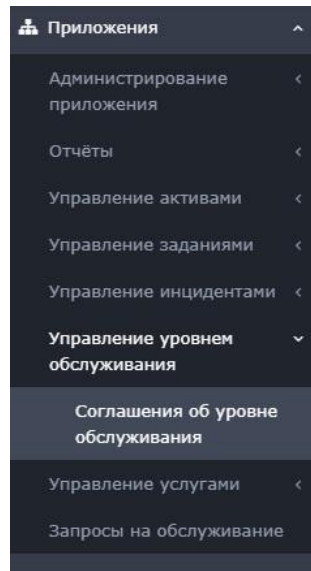 Приложения
Администрирование
приложения
Отчёты
Управление активами
Управление заданиями
Управление инцидентами
Управление уровнем
обслуживания
Соглашения об уровне
обслуживания
Управление услугами
Запросы на обслуживание